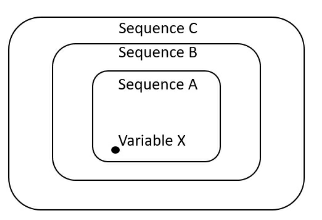 Sequence C
Sequence B
Sequence A
Variable X